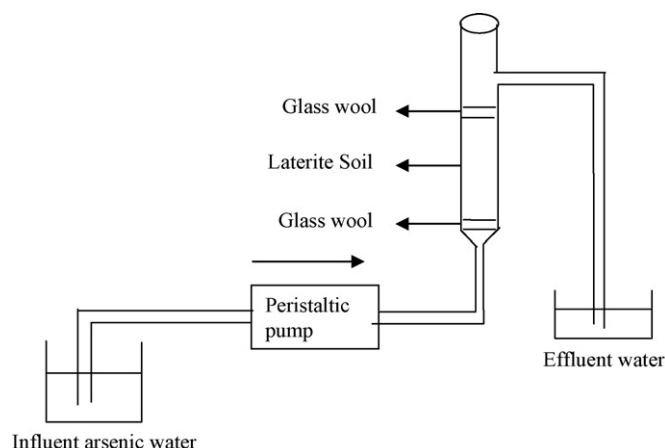 Glass wool
Laterite Soil
Glass wool
Peristaltic
pump
Effluent water
Influent arsenic water